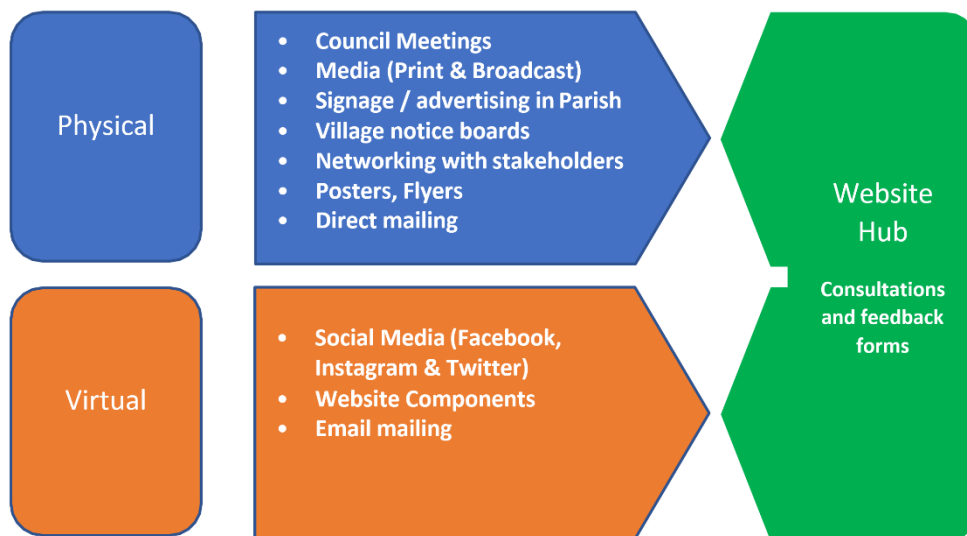 Physical
• Council Meetings
• Media (Print & Broadcast)
• Signage / advertising in Parish
• Village notice boards
• Networking with stakeholders
• Posters, Flyers
• Direct mailing
Virtual
• Social Media (Facebook,
Instagram & Twitter)
• Website Components
• Email mailing
Website
Hub
Consultations
and feedback
forms